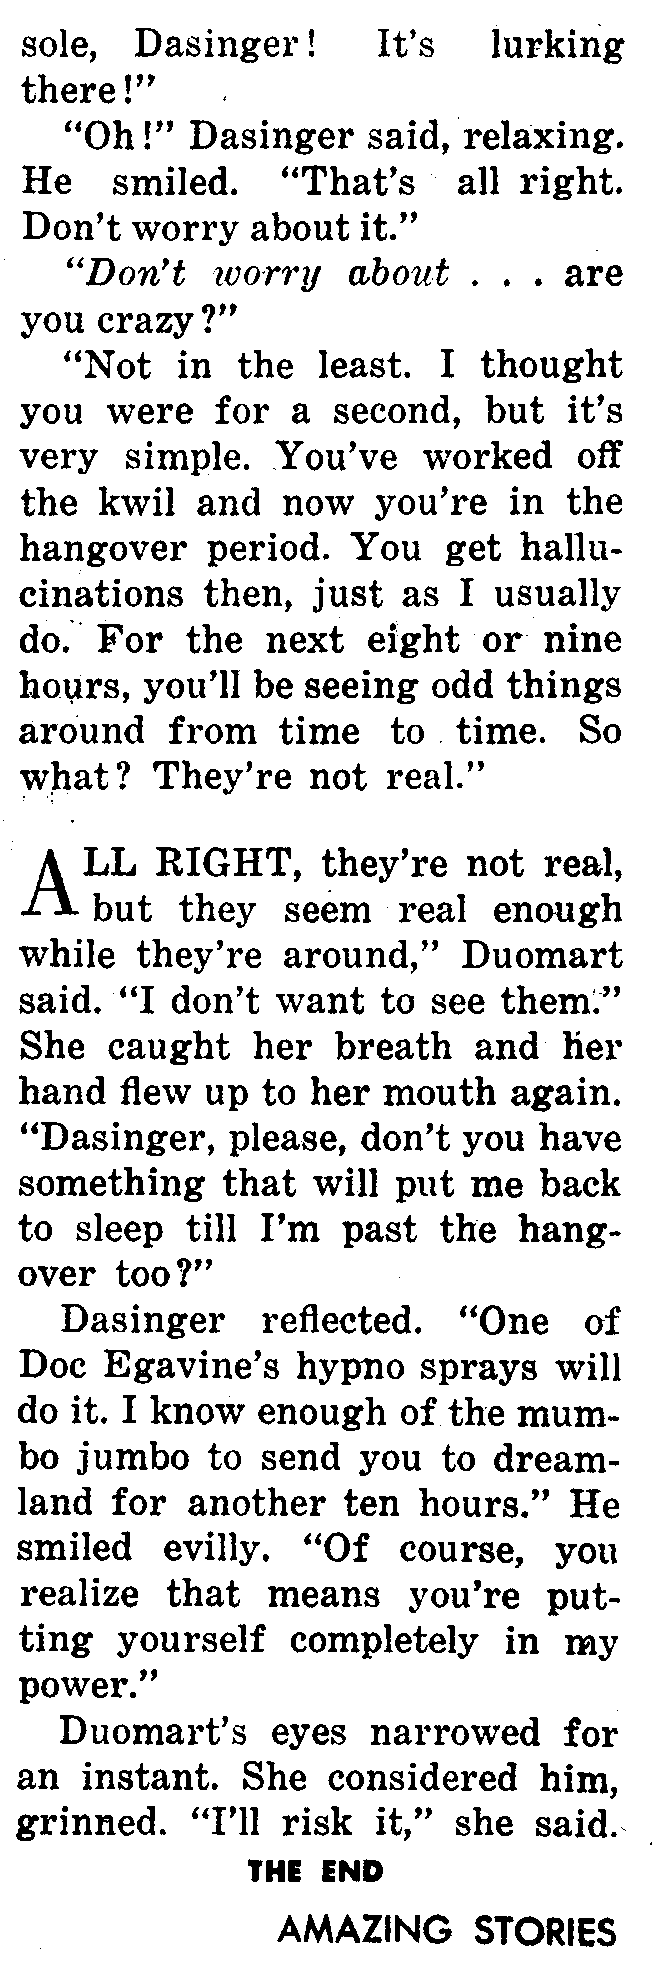 sole, Dasinger! It's lurking
there!"
"Oh!" Dasinger said, relaxing.
He smiled. "That's all right.
Don't worry about it."
"Don't worry about . . . are
you crazy?"
"Not in the least. I thought
you were for a second, but it's
very simple. You've worked off
the kwil and now you're in the
hangover period. You get hallu-
cinations then, just as I usually
do. For the next eight or nine
hours, you'll be seeing odd things
around from time to time. So
what? They're not real."
ALL RIGHT, they're not real,
but they seem real enough
while they're around," Duomart
said. "I don't want to see them."
She caught her breath and her
hand flew up to her mouth again.
"Dasinger, please, don't you have
something that will put me back
to sleep till I'm past the hang-
over too?"
Dasinger reflected. "One of
Doc Egavine's hypno sprays will
do it. I know enough of the mum-
bo jumbo to send you to dream-
land for another ten hours." He
smiled evilly. "Of course, you
realize that means you're put-
ting yourself completely in my
power."
Duomart's eyes narrowed for
an instant. She considered him,
grinned. "I'll risk it," she said.
THE END
AMAZING STORIES